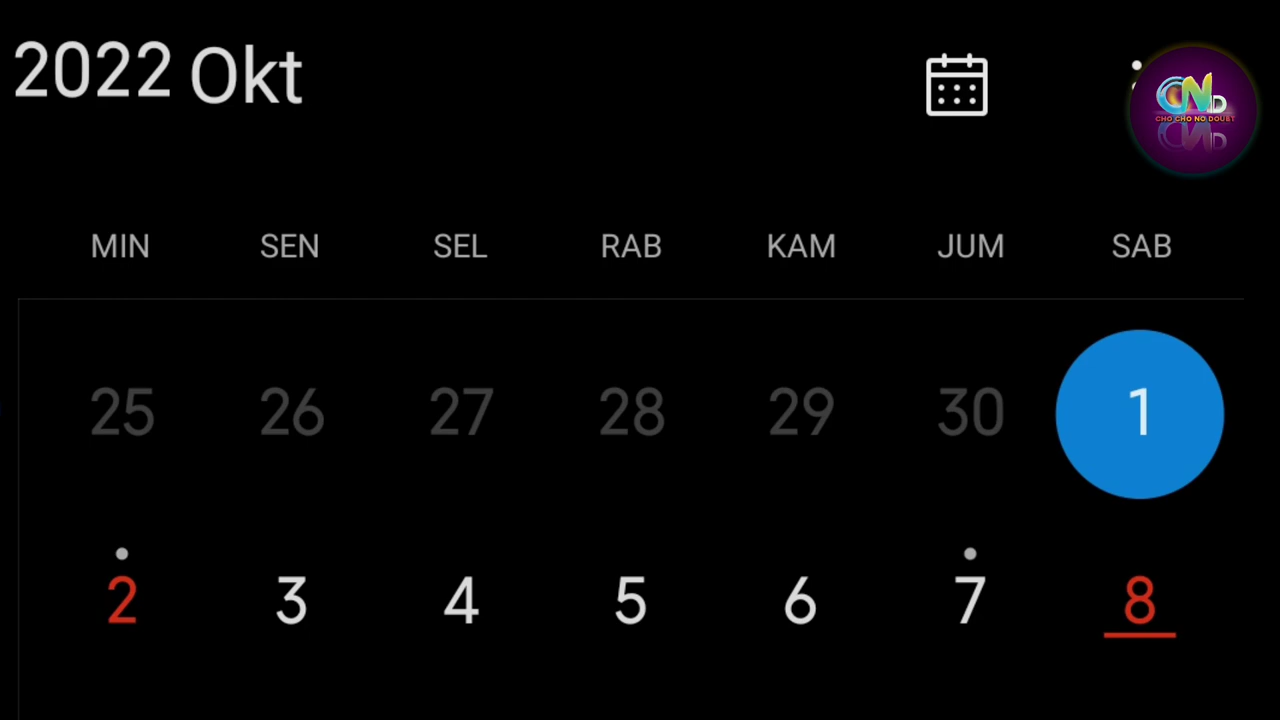 2022 Okt
CND
CHO CHO NO DOUBT
MIN SEN SEL RAB KAM JUM SAB
25 26 27 28 29 30 1
2 3 4 5 6 7 8